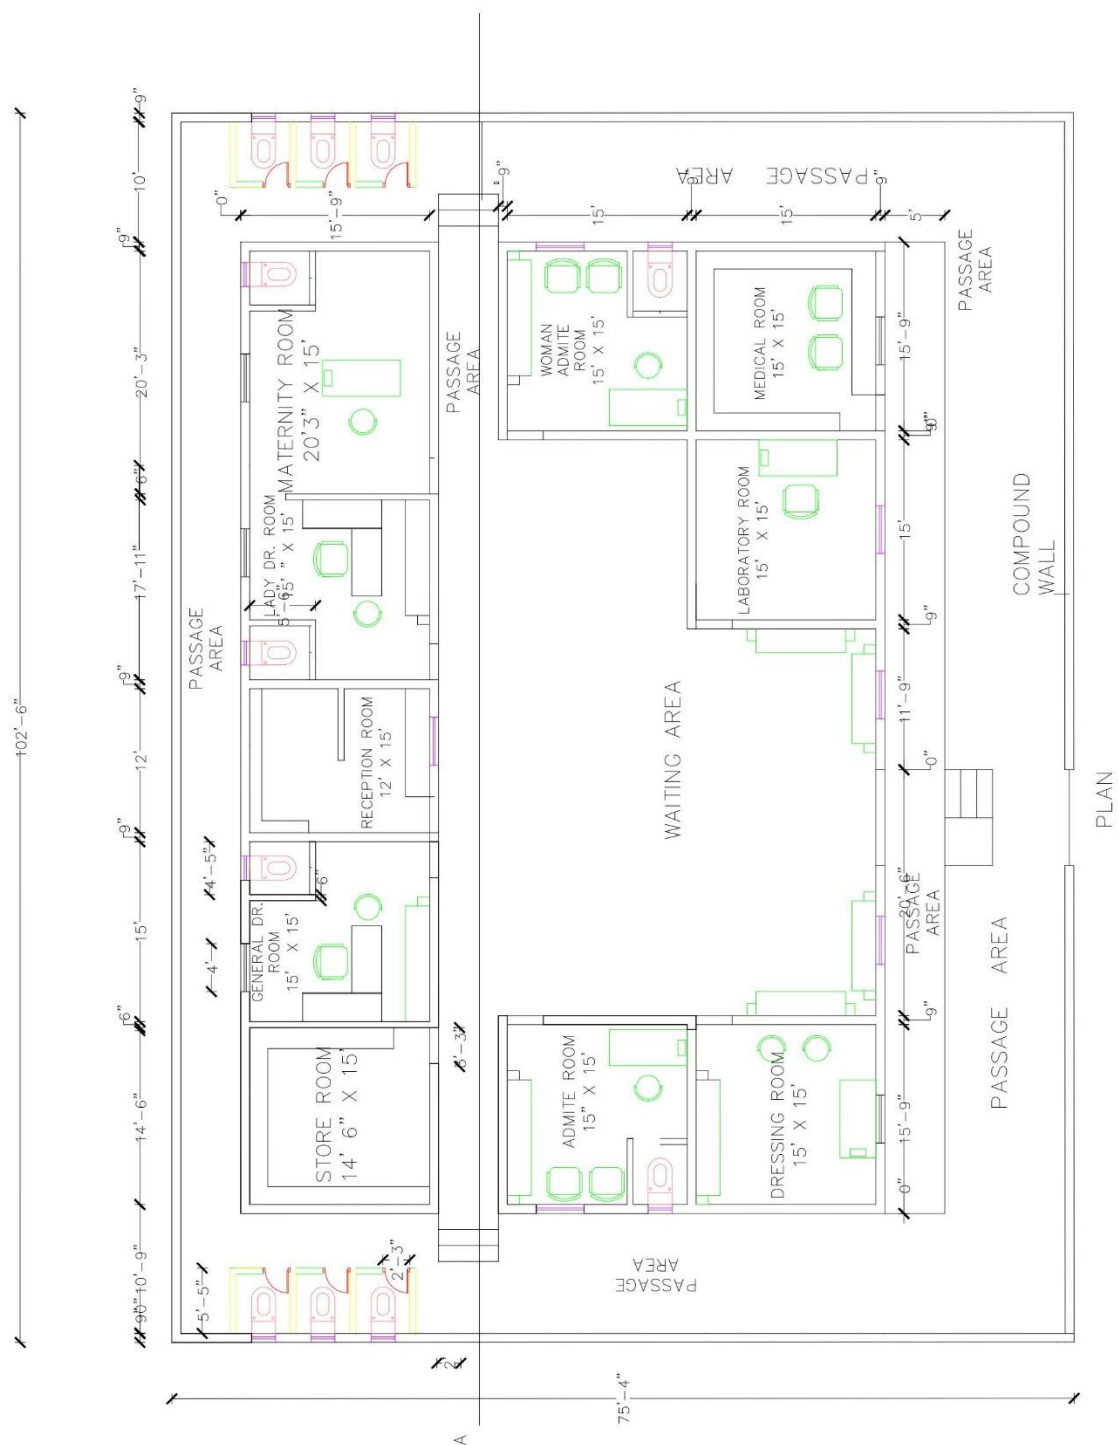 102'-6"
9"
10'
9"
20'-3"
6"
17'-11"
9"
12'
9"
15'
6"
14'-6"
10'-9"
5'-5"
4'-5"
4'
0"
15'-9"
9"
15'
9"
15'
9"
5'
PASSAGE
AREA
PASSAGE
AREA
MATERNITY ROOM
20'3" X 15'
LADY DR. ROOM
15' " X 15'
5'-6"
PASSAGE
AREA
RECEPTION ROOM
12' X 15'
GENERAL DR.
ROOM
15' X 15'
6"
STORE ROOM
14' 6" X 15'
PASSAGE
AREA
WOMAN
ADMITE
ROOM
15' X 15'
MEDICAL ROOM
15' X 15'
LABORATORY ROOM
15' X 15'
WAITING AREA
ADMITE ROOM
15" X 15'
DRESSING ROOM
15' X 15'
6'-3"
2'-3"
2'
PASSAGE
AREA
15'-9"
15'
9"
11'-9"
0"
20'-6"
9"
15'-9"
0"
PASSAGE
AREA
COMPOUND
WALL
PASSAGE AREA
75'-4"
A
PLAN